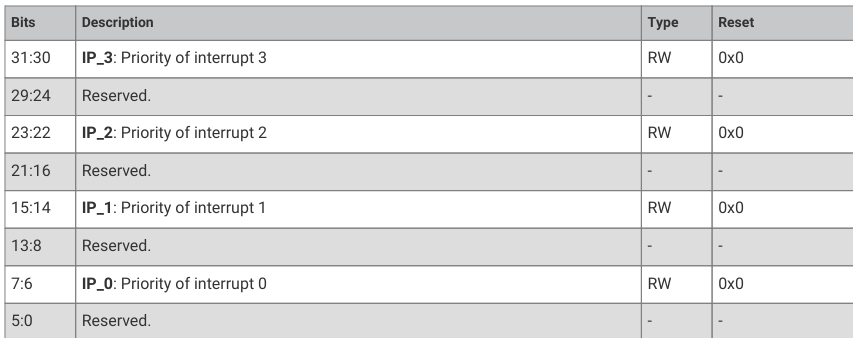 Bits Description Type Reset
31:30 IP_3: Priority of interrupt 3 RW 0x0
29:24 Reserved. - -
23:22 IP_2: Priority of interrupt 2 RW 0x0
21:16 Reserved. - -
15:14 IP_1: Priority of interrupt 1 RW 0x0
13:8 Reserved. - -
7:6 IP_0: Priority of interrupt 0 RW 0x0
5:0 Reserved. - -